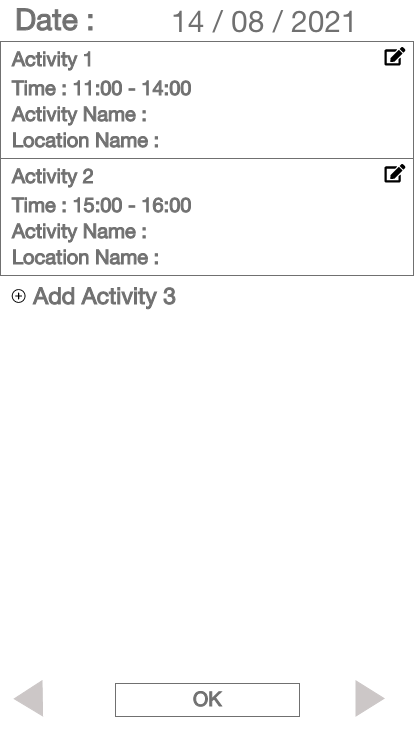 Date : 14 / 08 / 2021
Activity 1
Time : 11:00 - 14:00
Activity Name :
Location Name :
Activity 2
Time : 15:00 - 16:00
Activity Name :
Location Name :
Add Activity 3
OK